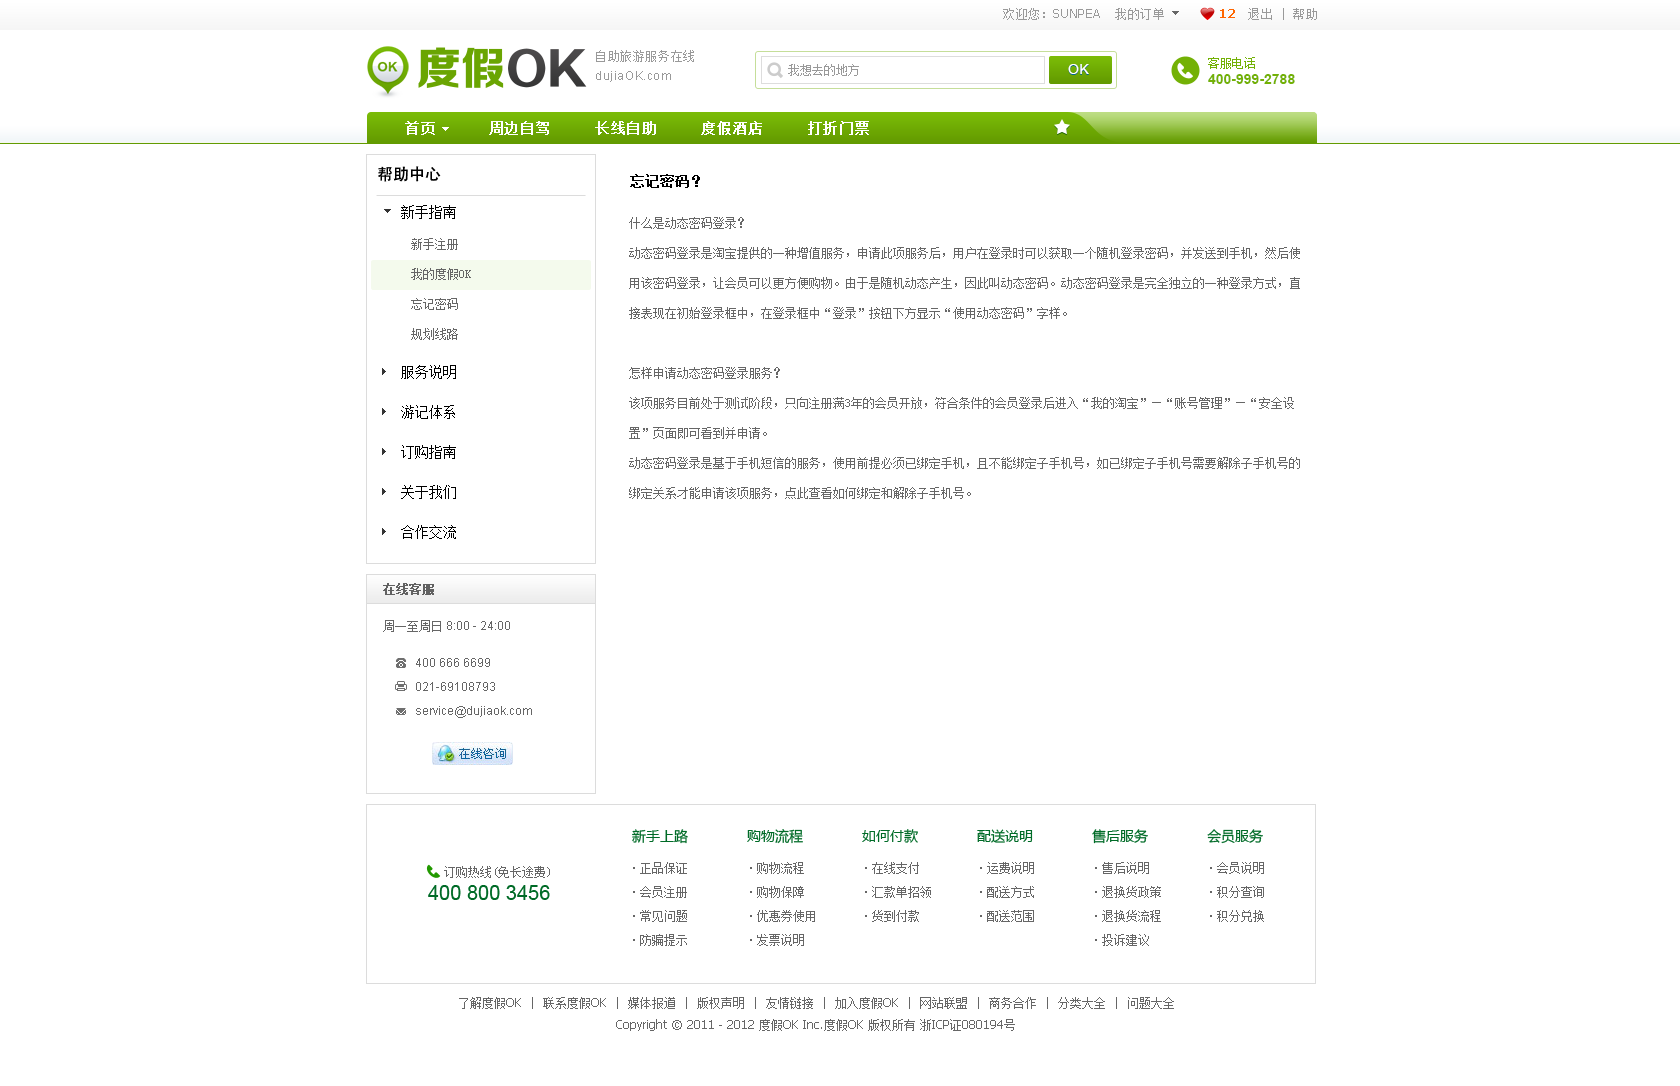 欢迎您：SUNPEA 我的订单 12 退出 | 帮助
OK 度假OK
自助旅游服务在线
dujiaOK.com
我想去的地方
OK
客服电话
400-999-2788
首页 周边自驾 长线自助 度假酒店 打折门票
帮助中心
新手指南
新手注册
我的度假OK
忘记密码
规划线路
服务说明
游记体系
订购指南
关于我们
合作交流
忘记密码？
什么是动态密码登录？
动态密码登录是淘宝提供的一种增值服务，申请此项服务后，用户在登录时可以获取一个随机登录密码，并发送到手机，然后使
用该密码登录，让会员可以更方便购物。由于是随机动态产生，因此叫动态密码。动态密码登录是完全独立的一种登录方式，直
接表现在初始登录框中，在登录框中“登录”按钮下方显示“使用动态密码”字样。
怎样申请动态密码登录服务？
该项服务目前处于测试阶段，只向注册满3年的会员开放，符合条件的会员登录后进入“我的淘宝”—“账号管理”—“安全设
置”页面即可看到并申请。
动态密码登录是基于手机短信的服务，使用前提必须已绑定手机，且不能绑定子手机号，如已绑定子手机号需要解除子手机号的
绑定关系才能申请该项服务，点此查看如何绑定和解除子手机号。
在线客服
周一至周日 8:00 - 24:00
400 666 6699
021-69108793
service@dujiaok.com
在线咨询
订购热线(免长途费)
400 800 3456
新手上路
·正品保证
·会员注册
·常见问题
·防骗提示
购物流程
·购物流程
·购物保障
·优惠券使用
·发票说明
如何付款
·在线支付
·汇款单招领
·货到付款
配送说明
·运费说明
·配送方式
·配送范围
售后服务
·售后说明
·退换货政策
·退换货流程
·投诉建议
会员服务
·会员说明
·积分查询
·积分兑换
了解度假OK | 联系度假OK | 媒体报道 | 版权声明 | 友情链接 | 加入度假OK | 网站联盟 | 商务合作 | 分类大全 | 问题大全
Copyright © 2011 - 2012 度假OK Inc.度假OK 版权所有 浙ICP证080194号